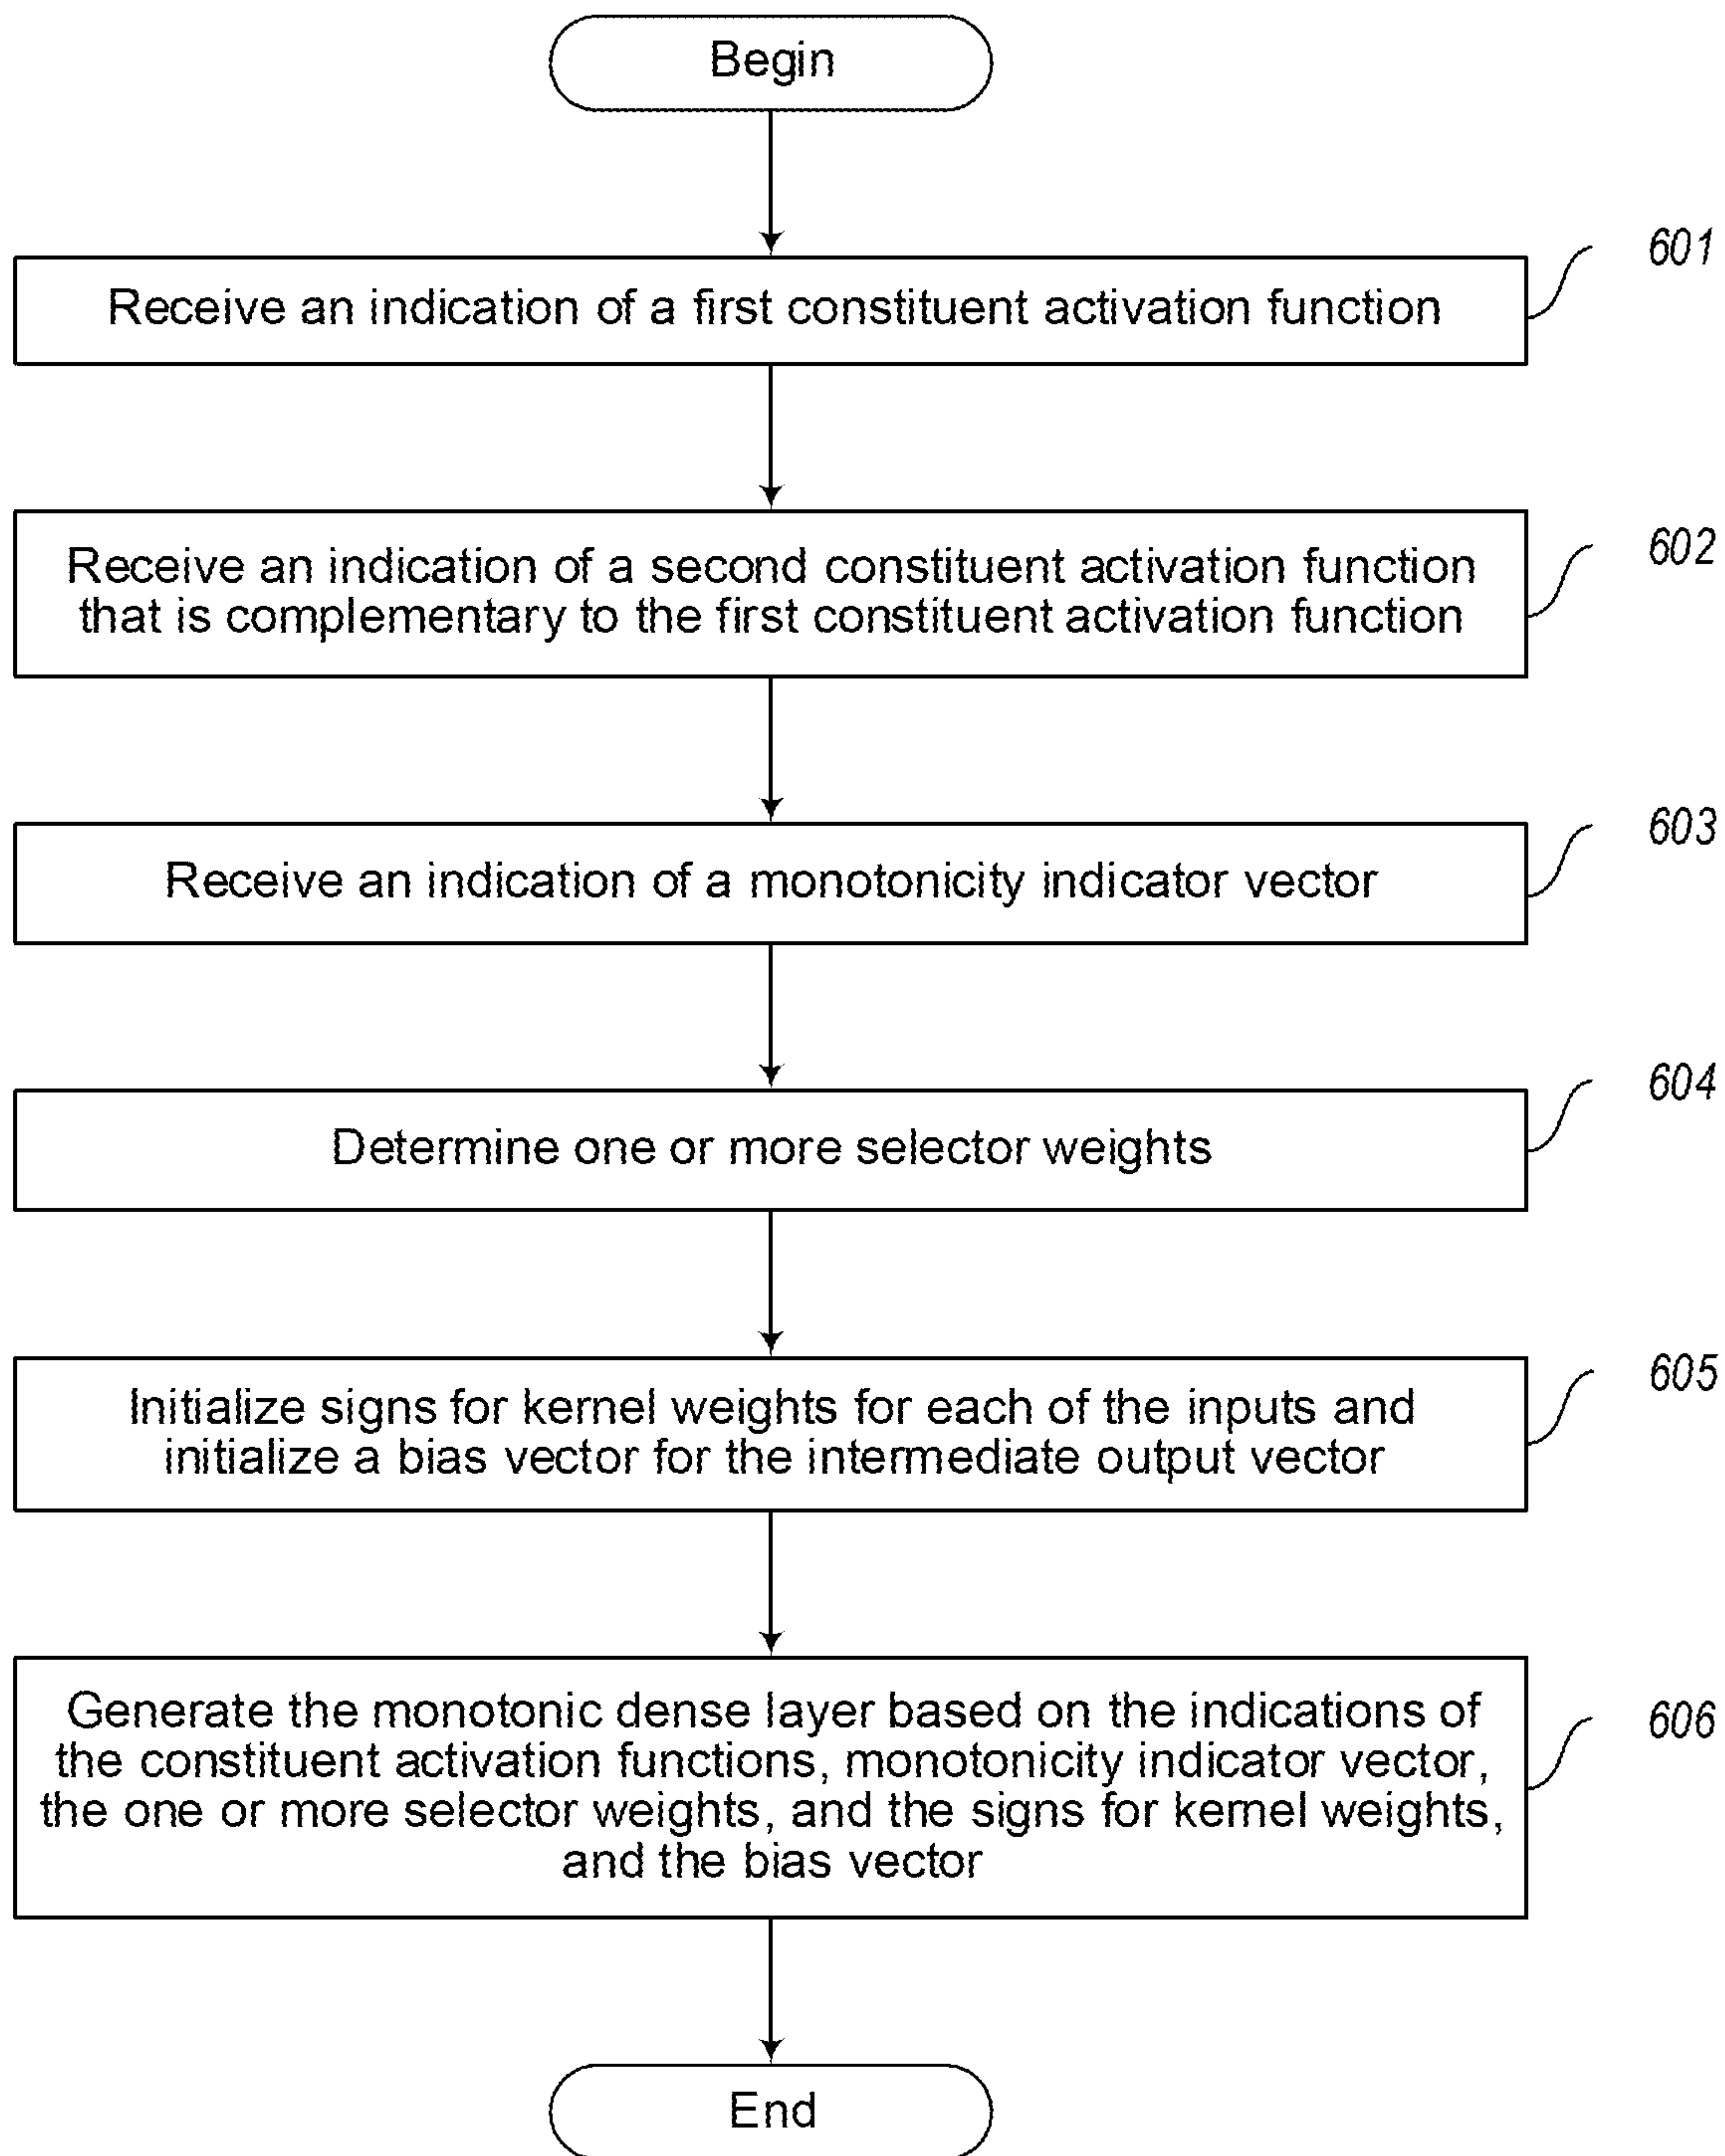 Begin
601
Receive an indication of a first constituent activation function
602
Receive an indication of a second constituent activation function
that is complementary to the first constituent activation function
603
Receive an indication of a monotonicity indicator vector
604
Determine one or more selector weights
605
Initialize signs for kernel weights for each of the inputs and
initialize a bias vector for the intermediate output vector
606
Generate the monotonic dense layer based on the indications of
the constituent activation functions, monotonicity indicator vector,
the one or more selector weights, and the signs for kernel weights,
and the bias vector
End